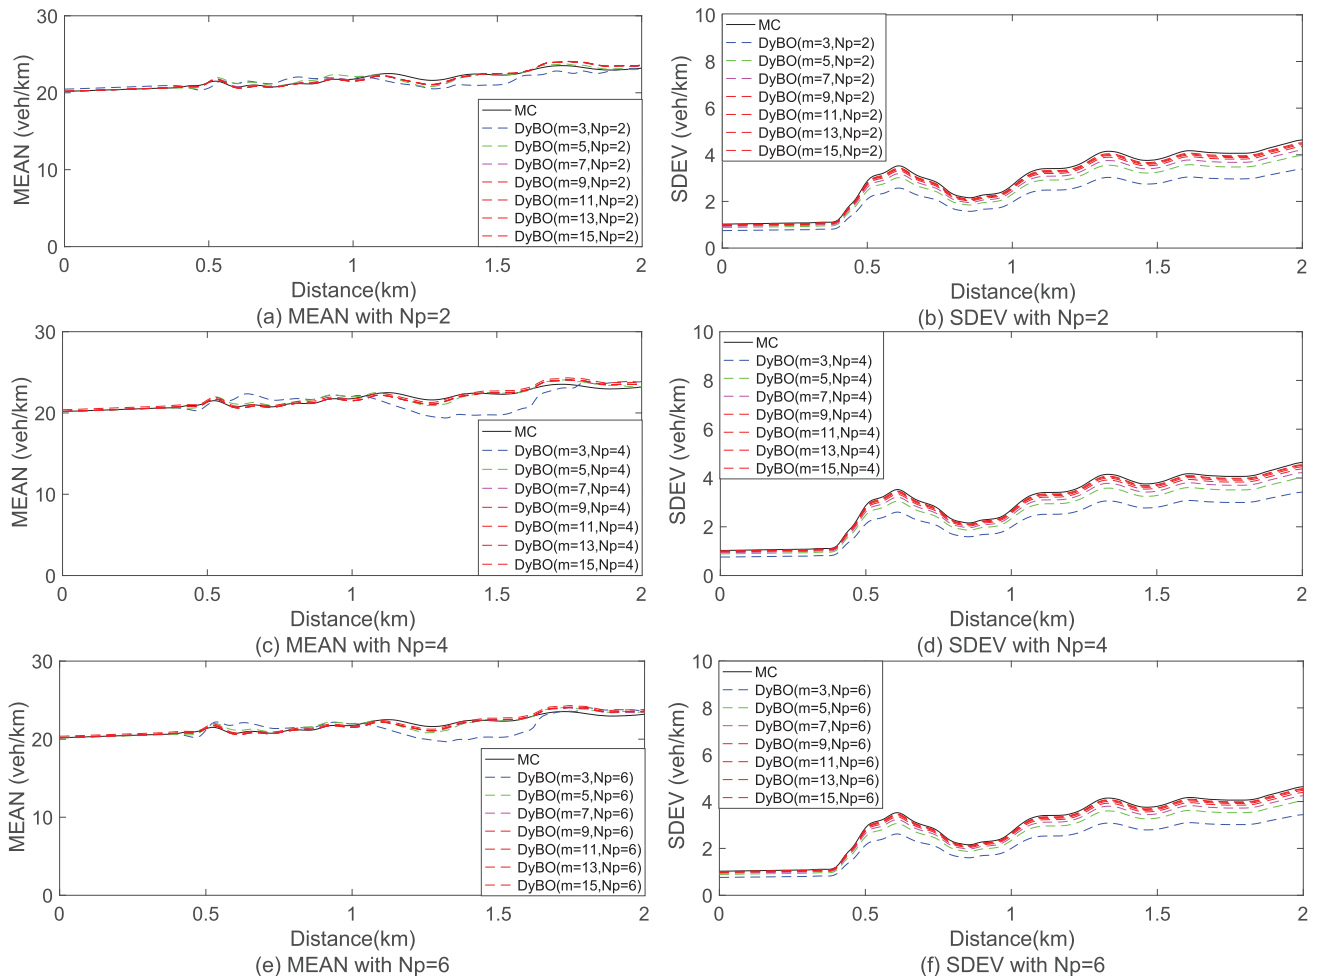 30
20
10
0
MEAN (veh/km)
MC
DyBO(m=3,Np=2)
DyBO(m=5,Np=2)
DyBO(m=7,Np=2)
DyBO(m=9,Np=2)
DyBO(m=11,Np=2)
DyBO(m=13,Np=2)
DyBO(m=15,Np=2)
0 0.5 1 1.5 2
Distance(km)
(a) MEAN with Np=2
10
8
6
4
2
0
SDEV (veh/km)
MC
DyBO(m=3,Np=2)
DyBO(m=5,Np=2)
DyBO(m=7,Np=2)
DyBO(m=9,Np=2)
DyBO(m=11,Np=2)
DyBO(m=13,Np=2)
DyBO(m=15,Np=2)
0 0.5 1 1.5 2
Distance(km)
(b) SDEV with Np=2
30
20
10
0
MEAN (veh/km)
MC
DyBO(m=3,Np=4)
DyBO(m=5,Np=4)
DyBO(m=7,Np=4)
DyBO(m=9,Np=4)
DyBO(m=11,Np=4)
DyBO(m=13,Np=4)
DyBO(m=15,Np=4)
0 0.5 1 1.5 2
Distance(km)
(c) MEAN with Np=4
10
8
6
4
2
0
SDEV (veh/km)
MC
DyBO(m=3,Np=4)
DyBO(m=5,Np=4)
DyBO(m=7,Np=4)
DyBO(m=9,Np=4)
DyBO(m=11,Np=4)
DyBO(m=13,Np=4)
DyBO(m=15,Np=4)
0 0.5 1 1.5 2
Distance(km)
(d) SDEV with Np=4
30
20
10
0
MEAN (veh/km)
MC
DyBO(m=3,Np=6)
DyBO(m=5,Np=6)
DyBO(m=7,Np=6)
DyBO(m=9,Np=6)
DyBO(m=11,Np=6)
DyBO(m=13,Np=6)
DyBO(m=15,Np=6)
0 0.5 1 1.5 2
Distance(km)
(e) MEAN with Np=6
10
8
6
4
2
0
SDEV (veh/km)
MC
DyBO(m=3,Np=6)
DyBO(m=5,Np=6)
DyBO(m=7,Np=6)
DyBO(m=9,Np=6)
DyBO(m=11,Np=6)
DyBO(m=13,Np=6)
DyBO(m=15,Np=6)
0 0.5 1 1.5 2
Distance(km)
(f) SDEV with Np=6